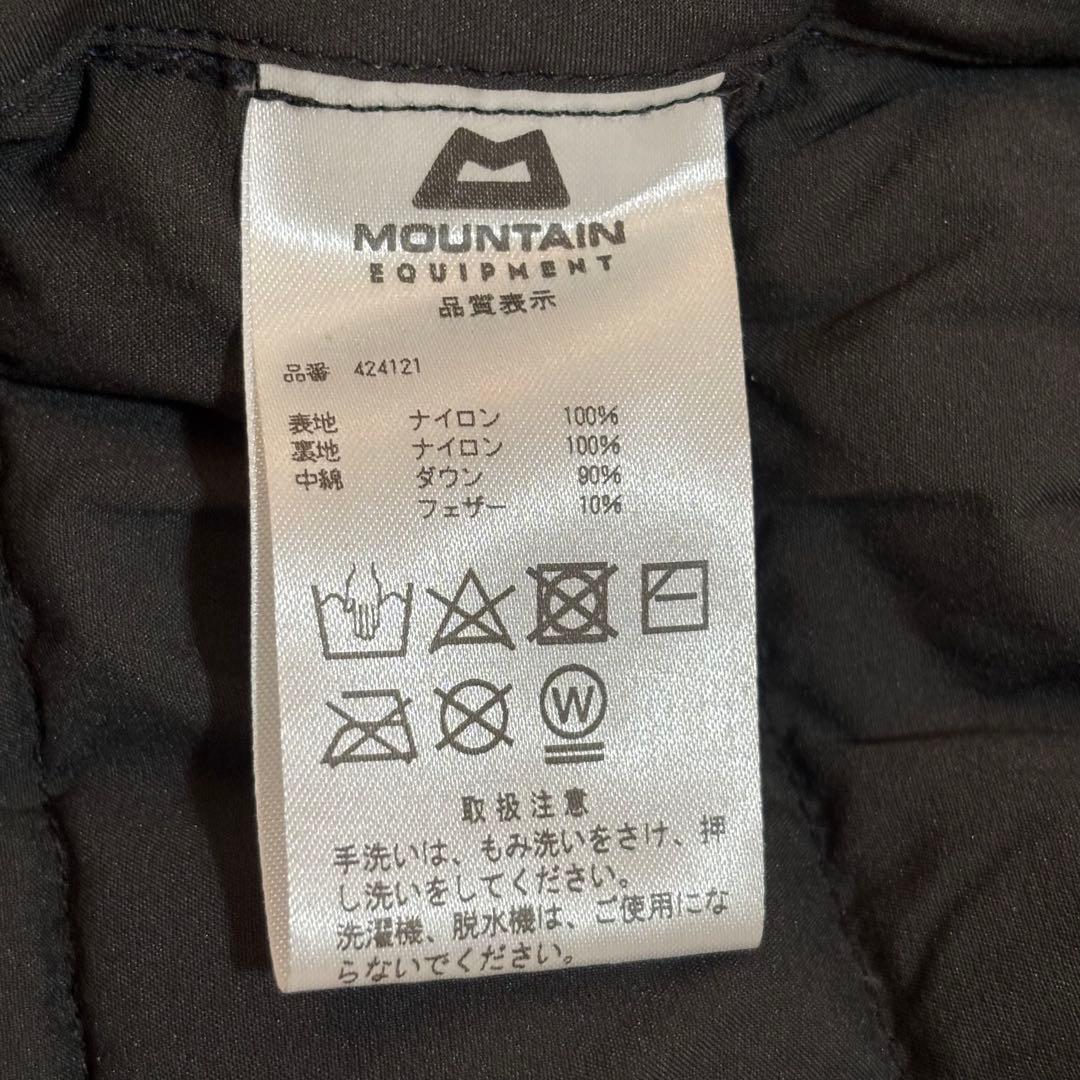 MOUNTAIN
EQUIPMENT
品質表示
品番 424121
表地 ナイロン 100%
裏地 ナイロン 100%
中綿 ダウン 90%
フェザー 10%
W
取扱注意
手洗いは、もみ洗いをさけ、押
し洗いをしてください。
洗濯機、脱水機は、ご使用にな
らないでください。